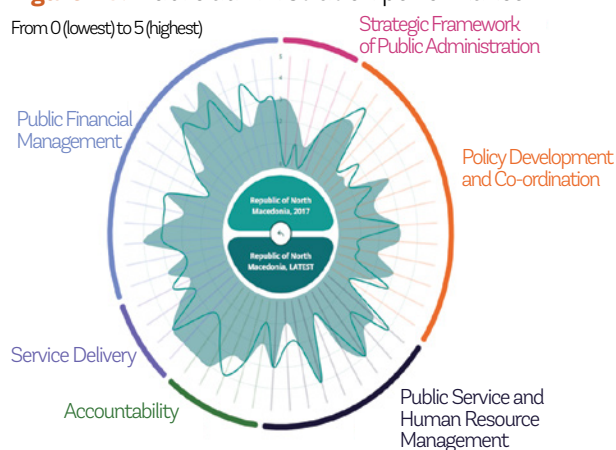 From 0 (lowest) to 5 (highest)
Strategic Framework
of Public Administration
Public Financial
Management
5
4
Policy Development
and Co-ordination
Republic of North
Macedonia, 2017
Republic of North
Macedonia, LATEST
Service Delivery
Accountability
Public Service and
Human Resource
Management